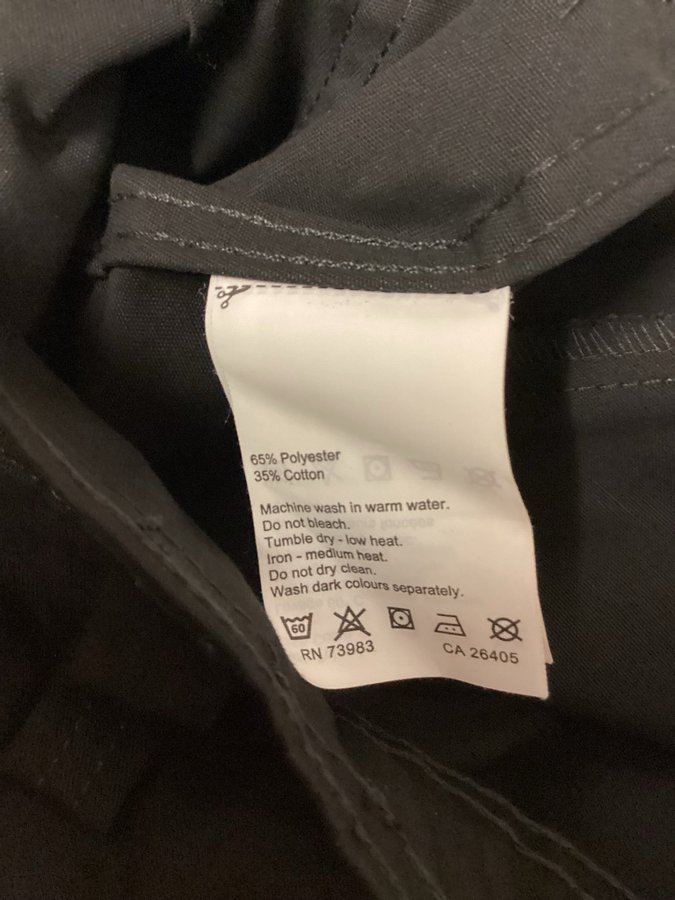 65% Polyester
35% Cotton
Machine wash in warm water.
Do not bleach.
Tumble dry - low heat.
Iron - medium heat.
Do not dry clean.
Wash dark colours separately.
60
RN 73983
CA 26405